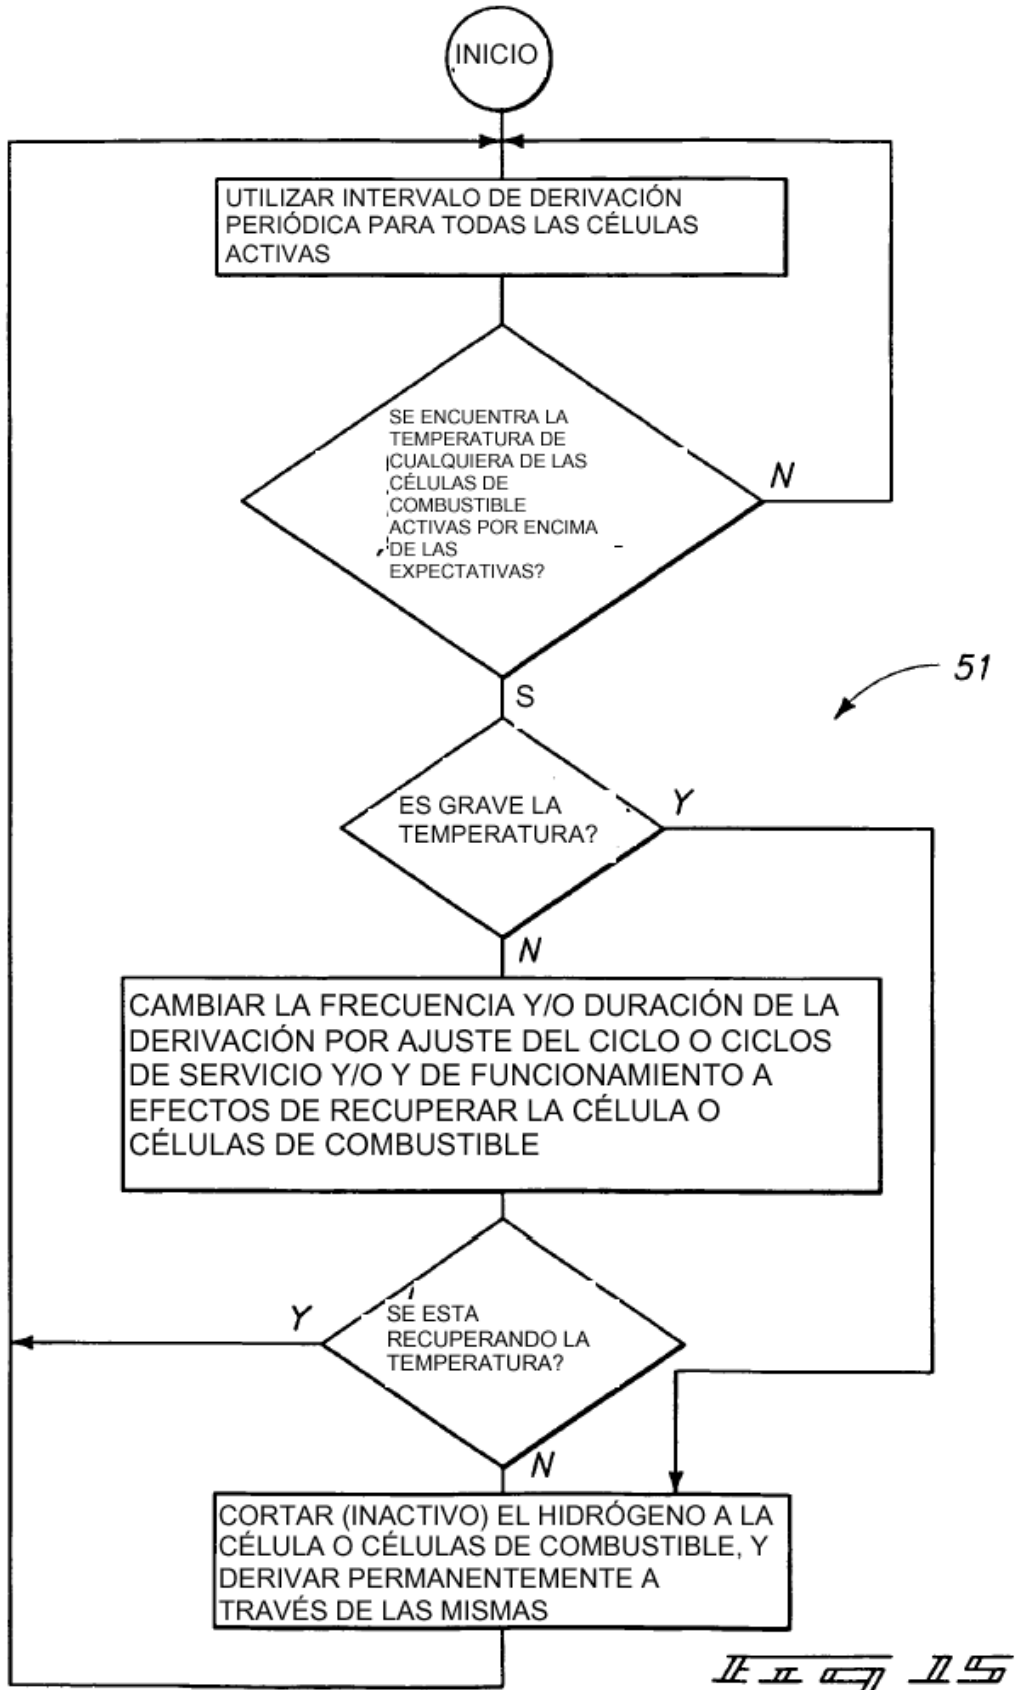 INICIO
UTILIZAR INTERVALO DE DERIVACIÓN
PERIÓDICA PARA TODAS LAS CÉLULAS
ACTIVAS
SE ENCUENTRA LA
TEMPERATURA DE
CUALQUIERA DE LAS
CÉLULAS DE
COMBUSTIBLE
ACTIVAS POR ENCIMA
DE LAS
EXPECTATIVAS?
N
51
S
ES GRAVE LA
TEMPERATURA?
Y
N
CAMBIAR LA FRECUENCIA Y/O DURACIÓN DE LA
DERIVACIÓN POR AJUSTE DEL CICLO O CICLOS
DE SERVICIO Y/O Y DE FUNCIONAMIENTO A
EFECTOS DE RECUPERAR LA CÉLULA O
CÉLULAS DE COMBUSTIBLE
Y
SE ESTA
RECUPERANDO LA
TEMPERATURA?
N
CORTAR (INACTIVO) EL HIDRÓGENO A LA
CÉLULA O CÉLULAS DE COMBUSTIBLE, Y
DERIVAR PERMANENTEMENTE A
TRAVÉS DE LAS MISMAS
Fig 15